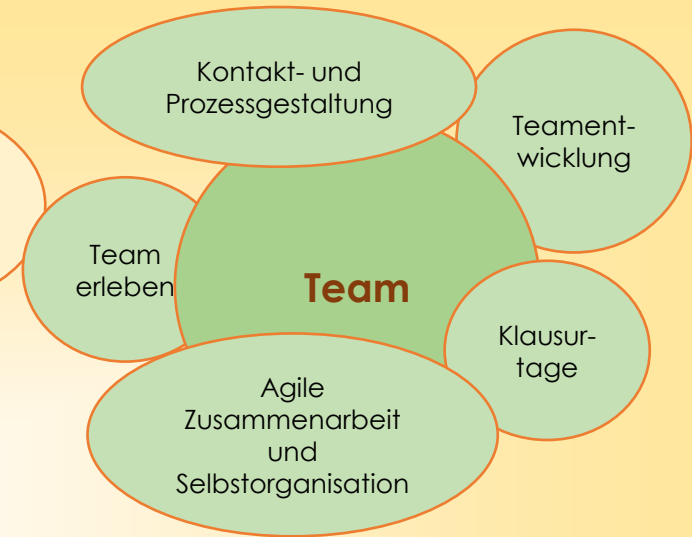 Kontakt- und
Prozessgestaltung
Teament-
wicklung
Team
erleben
Team
Klausur-
tage
Agile
Zusammenarbeit
und
Selbstorganisation